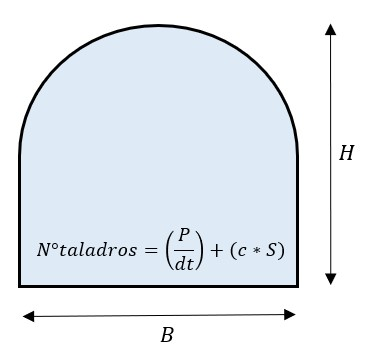 H
N°taladros = (P/dt) + (c * S)
B